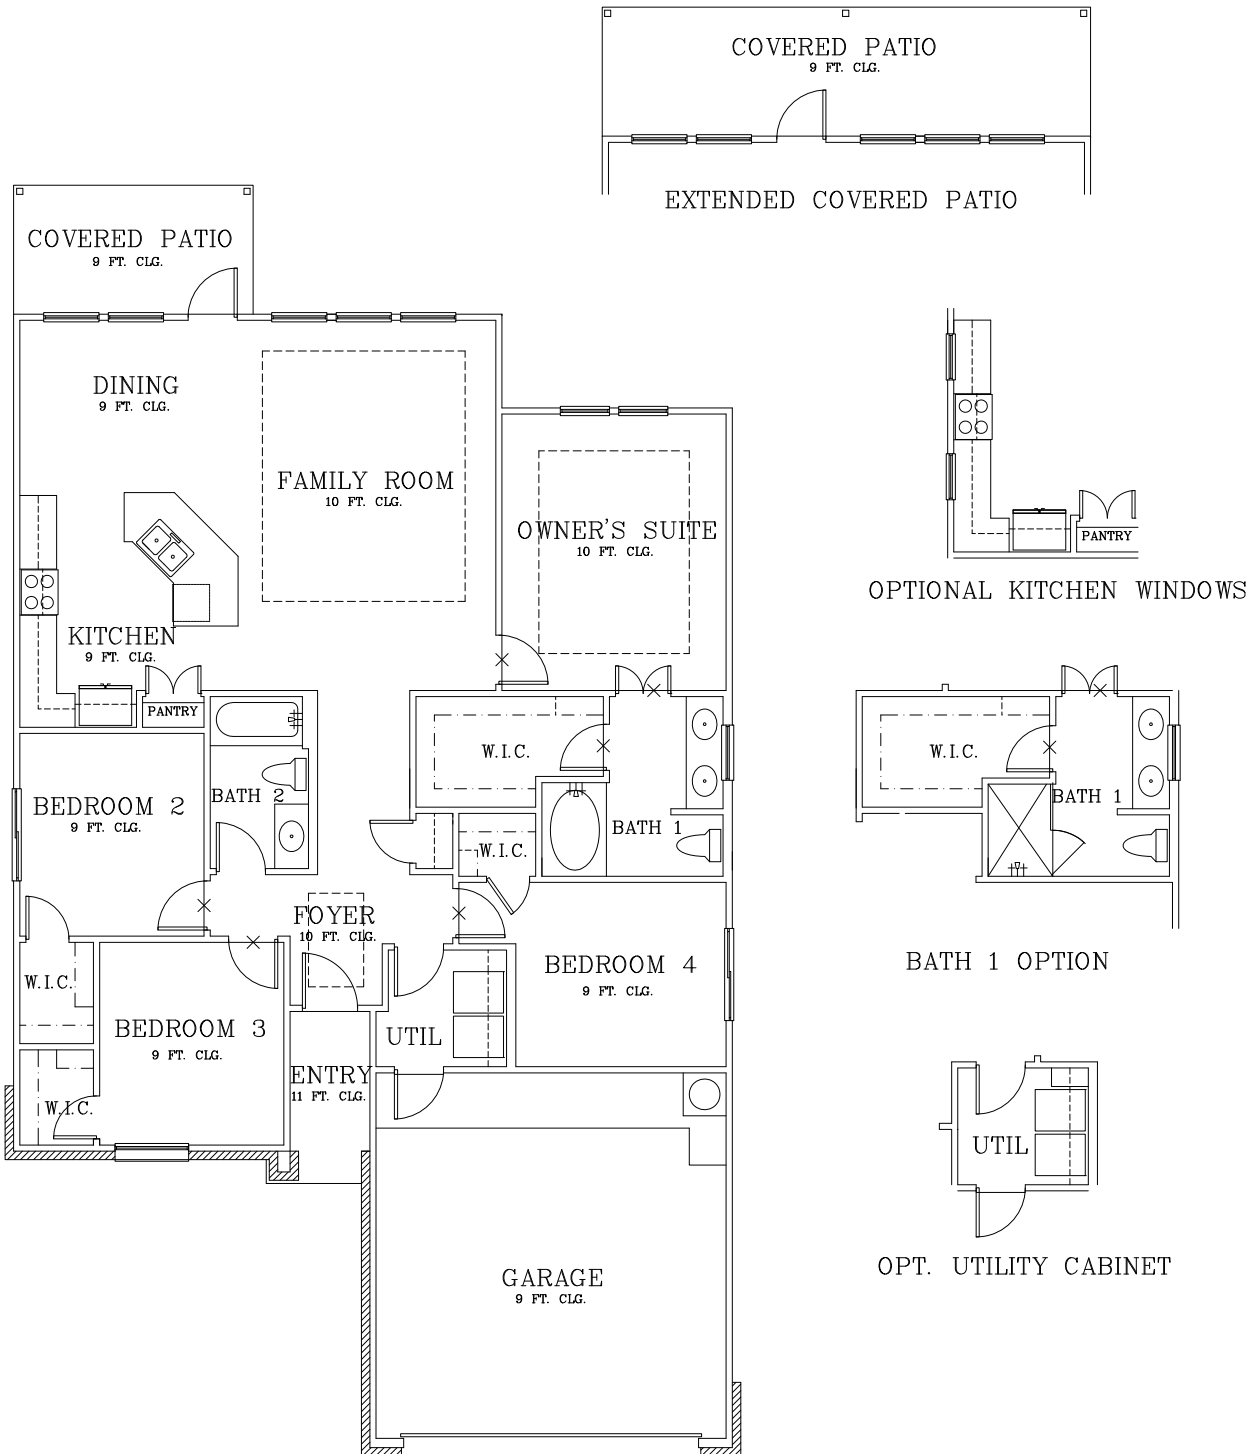 COVERED PATIO
9 FT. CLG.
EXTENDED COVERED PATIO
COVERED PATIO
9 FT. CLG.
DINING
9 FT. CLG.
FAMILY ROOM
10 FT. CLG.
OWNER'S SUITE
10 FT. CLG.
KITCHEN
9 FT. CLG.
PANTRY
PANTRY
OPTIONAL KITCHEN WINDOWS
W.I.C.
BATH 2
BEDROOM 2
9 FT. CLG.
BATH 1
W.I.C.
FOYER
10 FT. CLG.
W.I.C.
BEDROOM 4
9 FT. CLG.
BEDROOM 3
9 FT. CLG.
UTIL
ENTRY
11 FT. CLG.
W.I.C.
GARAGE
9 FT. CLG.
W.I.C.
BATH 1
BATH 1 OPTION
UTIL
OPT. UTILITY CABINET